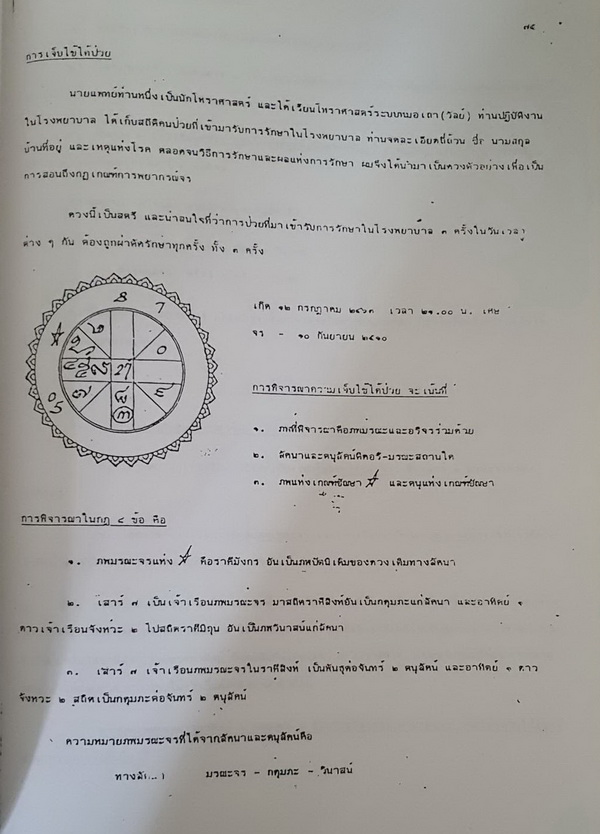 ๗๕
การเจ็บไข้ได้ป่วย
นายแพทย์ท่านหนึ่งเป็นนักโหราศาสตร์ และได้เรียนโหราศาสตร์ระบบหมอเถา (วัลย์) ท่านปฏิบัติงาน
ในโรงพยาบาล ได้เก็บสถิติคนป่วยที่เข้ามารับการรักษาในโรงพยาบาล ท่านจดละเอียดถี่ถ้วน ชื่อ นามสกุล
บ้านที่อยู่ และเหตุแห่งโรค ตลอดจนวิธีการรักษาและผลแห่งการรักษา ผมจึงได้นำมาเป็นดวงตัวอย่าง เพื่อเป็น
การสอนถึงกฎเกณฑ์การพยากรณ์จร
ดวงนี้เป็นสตรี และน่าสนใจที่ว่าการป่วยที่มาเข้ารับการรักษาในโรงพยาบาล ๓ ครั้งในวันเวลา
ต่าง ๆ กัน ต้องถูกผ่าตัดรักษาทุกครั้ง ทั้ง ๓ ครั้ง
เกิด ๑๒ กรกฎาคม ๒๔๖๓ เวลา ๒๑.๐๐ น. เศษ
จร - ๑๐ กันยายน ๒๕๑๐
การพิจารณาความเจ็บไข้ได้ป่วย จะเน้นที่
๑. ภพที่พิจารณาคือภพมรณะและอริจรร่วมด้วย
๒. ลัคนาและตนุลัคน์ติดอริ-มรณะสถานใด
๓. ภพแห่งเกณฑ์ชัณษา และตนุแห่งเกณฑ์ชัณษา
การพิจารณาในกฎ ๔ ข้อ คือ
๑. ภพมรณะจรแห่ง คือราศีมังกร อันเป็นภพปัตนิเดิมของดวงเดิมทางลัคนา
๒. เสาร์ ๗ เป็นเจ้าเรือนภพมรณะจร มาสถิตราศีสิงห์อันเป็นกดุมภะแก่ลัคนา และอาทิตย์ ๑
ดาวเจ้าเรือนจังหวะ ๒ ไปสถิตราศีมิถุน อันเป็นภพวินาสน์แก่ลัคนา
๓. เสาร์ ๗ เจ้าเรือนภพมรณะจรในราศีสิงห์ เป็นพันธุต่อจันทร์ ๒ ตนุลัคน์ และอาทิตย์ ๑ ดาว
จังหวะ ๒ สถิตเป็นกดุมภะต่อจันทร์ ๒ ตนุลัคน์
ความหมายภพมรณะจรที่ได้จากลัคนาและตนุลัคน์คือ
มรณะจร - กดุมภะ - วินาสน์